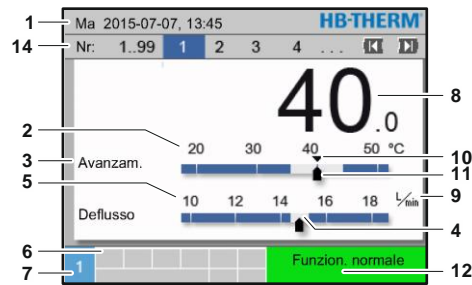 1 Ma 2015-07-07, 13:45 HB-THERM
14 Nr: 1..99 1 2 3 4 ...
40.0 8
2 20 30 40 50 °C 10
3 Avanzam. 11
5 10 12 14 16 18 L/min 9
Deflusso 4
6
7 1 Funzion. normale 12